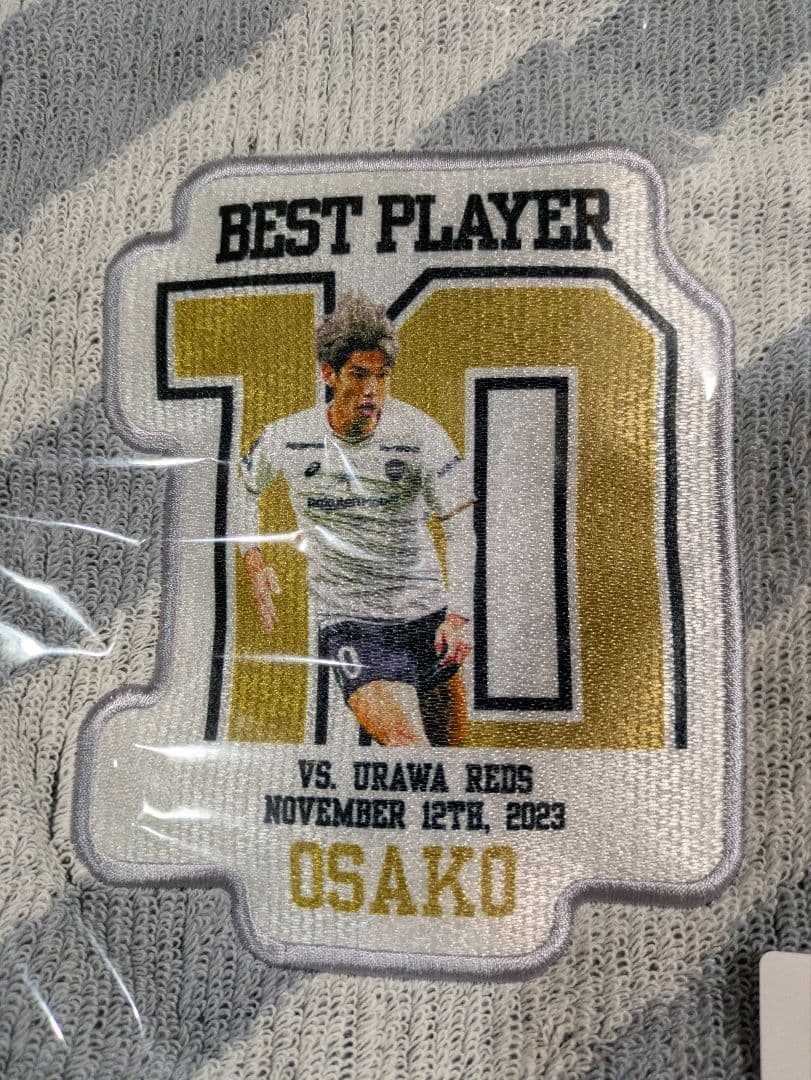 BEST PLAYER
10
VS. URAWA REDS
NOVEMBER 12TH, 2023
OSAKO